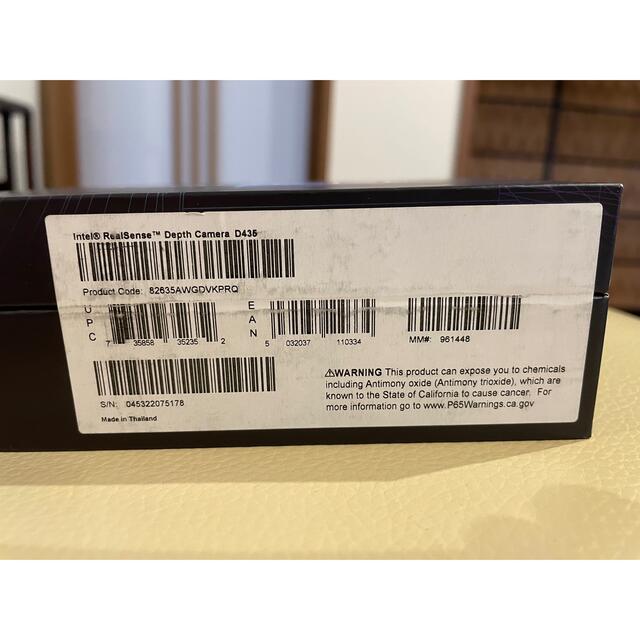 Intel® RealSense™ Depth Camera D435
Product Code: 82635AWGDVKPRQ
UPC
7 35858 35235 2
EAN
5 032037 110334
MM#: 961448
S/N: 045322075178
Made in Thailand
⚠WARNING This product can expose you to chemicals
including Antimony oxide (Antimony trioxide), which are
known to the State of California to cause cancer. For
more information go to www.P65Warnings.ca.gov